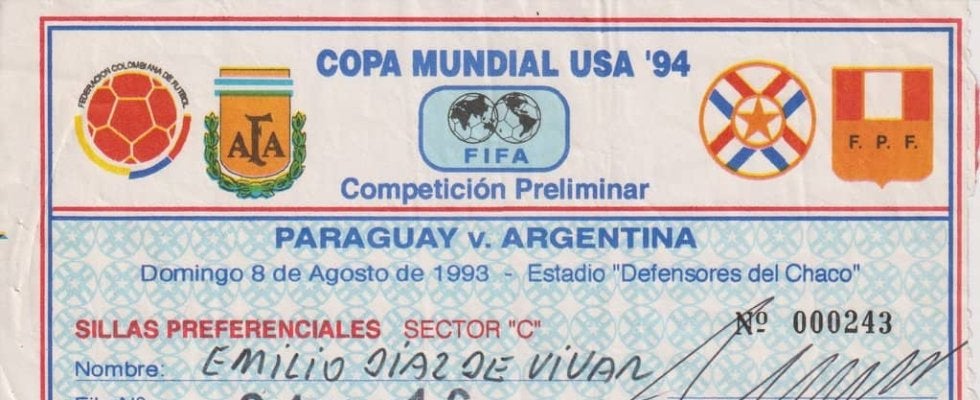 FEDERACION COLOMBIANA DE FUTBOL
AFA
COPA MUNDIAL USA '94
FIFA
Competición Preliminar
F. P. F.
PARAGUAY v. ARGENTINA
Domingo 8 de Agosto de 1993 - Estadio "Defensores del Chaco"
SILLAS PREFERENCIALES SECTOR "C" Nº 000243
Nombre: EMILIO DIAZ DE VIVAR